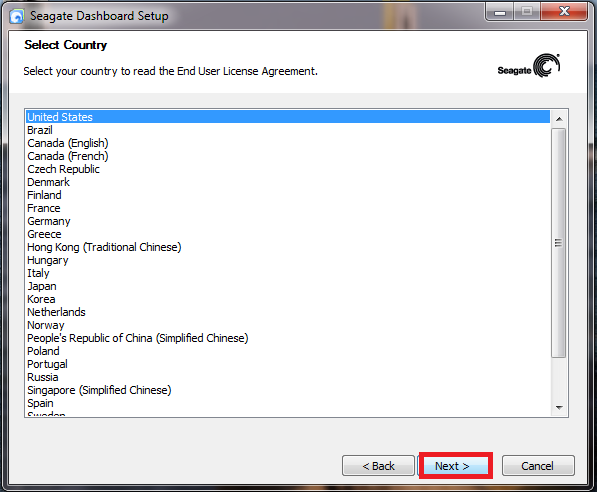 Seagate Dashboard Setup
Select Country
Select your country to read the End User License Agreement.
Seagate
United States
Brazil
Canada (English)
Canada (French)
Czech Republic
Denmark
Finland
France
Germany
Greece
Hong Kong (Traditional Chinese)
Hungary
Italy
Japan
Korea
Netherlands
Norway
People's Republic of China (Simplified Chinese)
Poland
Portugal
Russia
Singapore (Simplified Chinese)
Spain
Sweden
< Back
Next >
Cancel